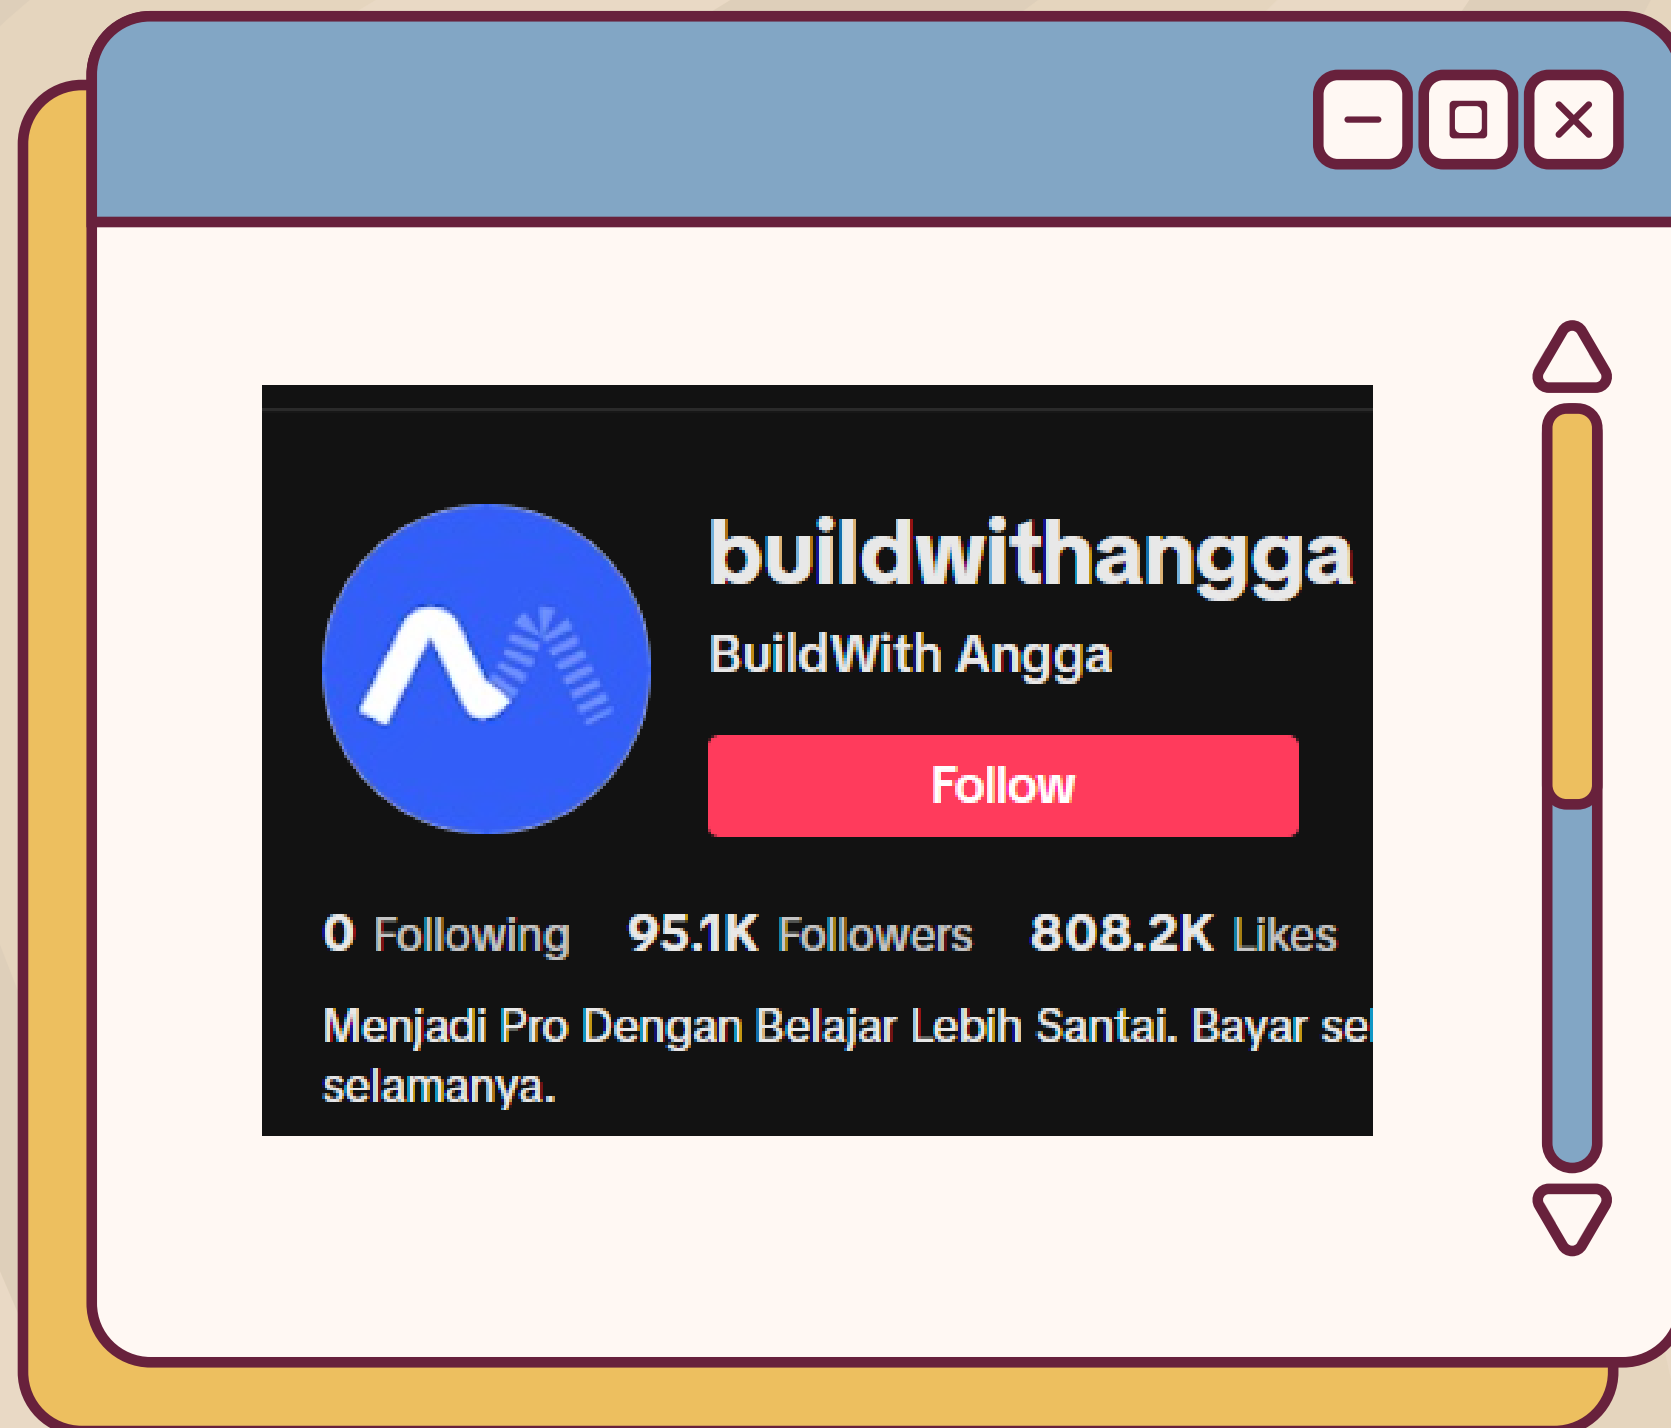 buildwithangga
BuildWith Angga
Follow
0 Following 95.1K Followers 808.2K Likes
Menjadi Pro Dengan Belajar Lebih Santai. Bayar
selamanya.